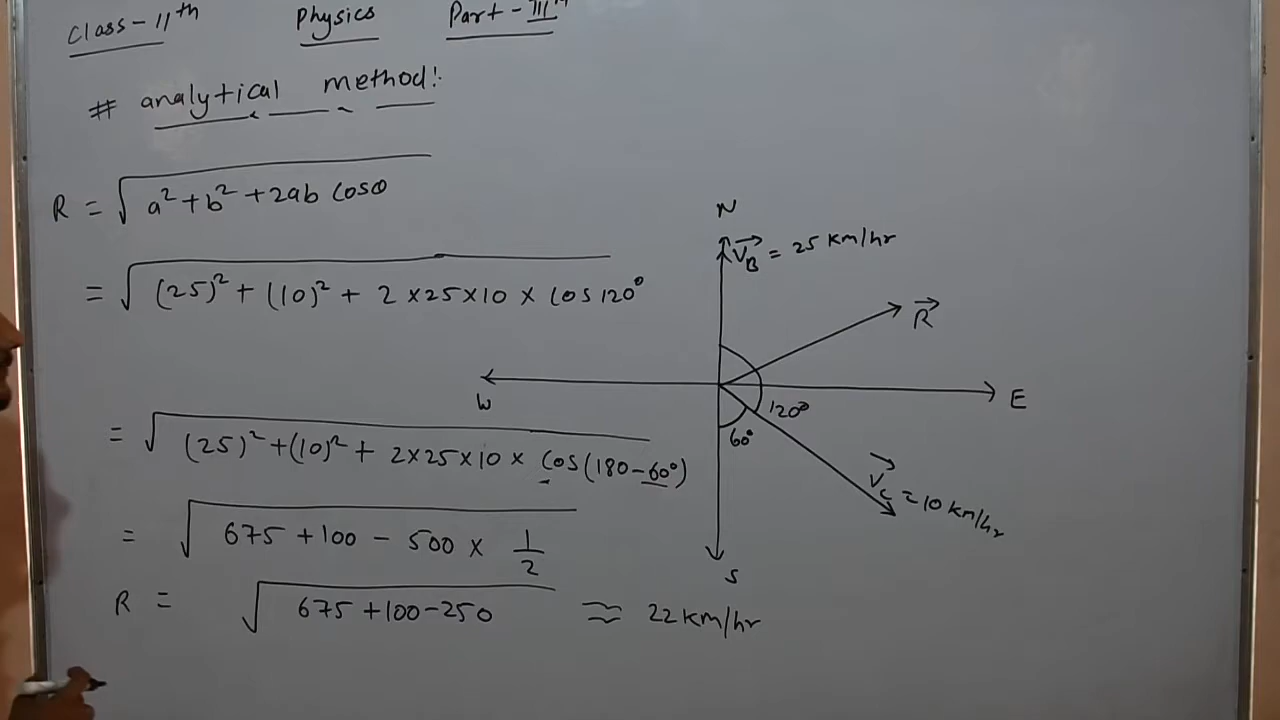 Class - 11th Physics Part - IIIrd
# analytical method:
R = √a² + b² + 2ab Cosθ
= √(25)² + (10)² + 2 × 25 × 10 × Cos 120°
= √(25)² + (10)² + 2 × 25 × 10 × Cos (180 - 60°)
= √675 + 100 - 500 × 1/2
R = √675 + 100 - 250 ≈ 22 km/hr
N
V⃗B = 25 km/hr
R⃗
W
E
120°
60°
V⃗c = 10 km/hr
S